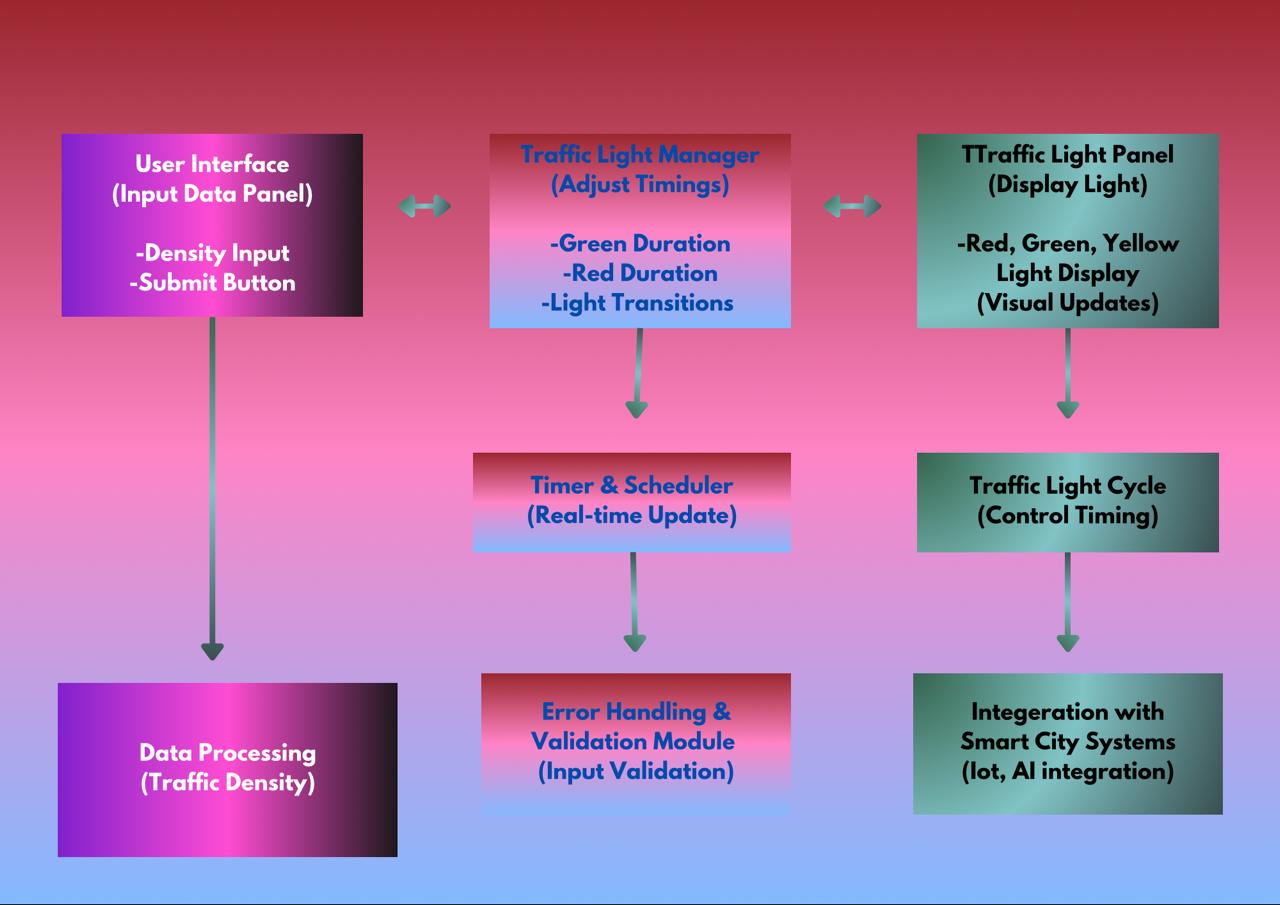 User Interface
(Input Data Panel)
-Density Input
-Submit Button
Traffic Light Manager
(Adjust Timings)
-Green Duration
-Red Duration
-Light Transitions
TTraffic Light Panel
(Display Light)
-Red, Green, Yellow
Light Display
(Visual Updates)
Timer & Scheduler
(Real-time Update)
Traffic Light Cycle
(Control Timing)
Data Processing
(Traffic Density)
Error Handling &
Validation Module
(Input Validation)
Integeration with
Smart City Systems
(Iot, AI integration)